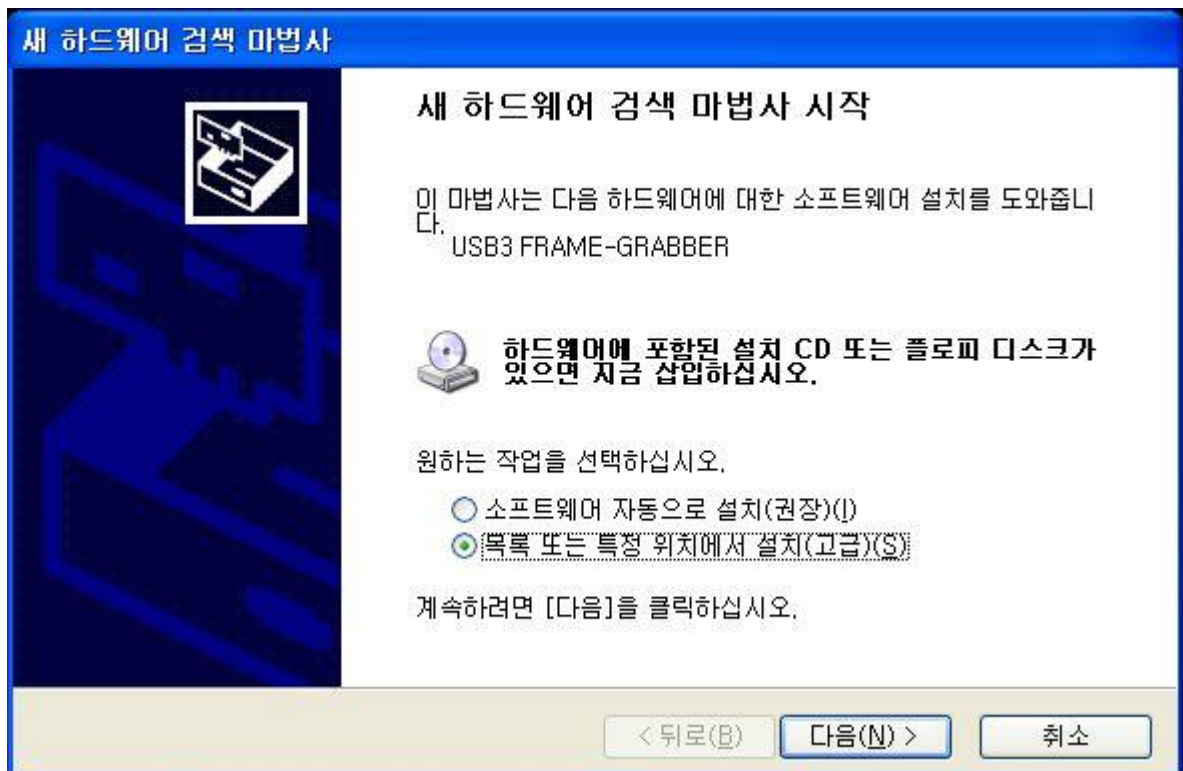 새 하드웨어 검색 마법사
새 하드웨어 검색 마법사 시작
이 마법사는 다음 하드웨어에 대한 소프트웨어 설치를 도와줍니
다.
USB3 FRAME-GRABBER
하드웨어에 포함된 설치 CD 또는 플로피 디스크가
있으면 지금 삽입하십시오.
원하는 작업을 선택하십시오.
소프트웨어 자동으로 설치(권장)(I)
목록 또는 특정 위치에서 설치(고급)(S)
계속하려면 [다음]을 클릭하십시오.
< 뒤로(B) 다음(N) > 취소